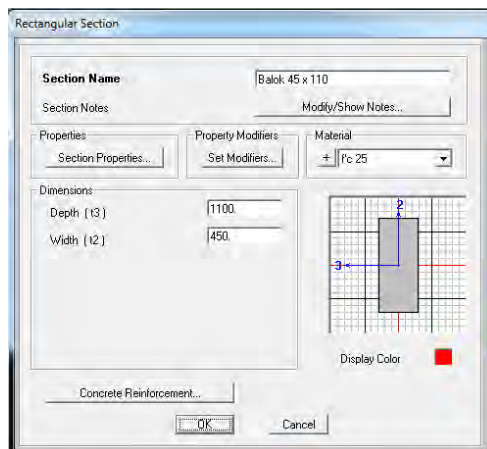 Rectangular Section
Section Name
Balok 45 x 110
Section Notes
Modify/Show Notes...
Properties
Section Properties...
Property Modifiers
Set Modifiers...
Material
+
f'c 25
Dimensions
Depth ( t3 )
1100.
Width ( t2 )
450.
2
3
Display Color
Concrete Reinforcement...
OK
Cancel